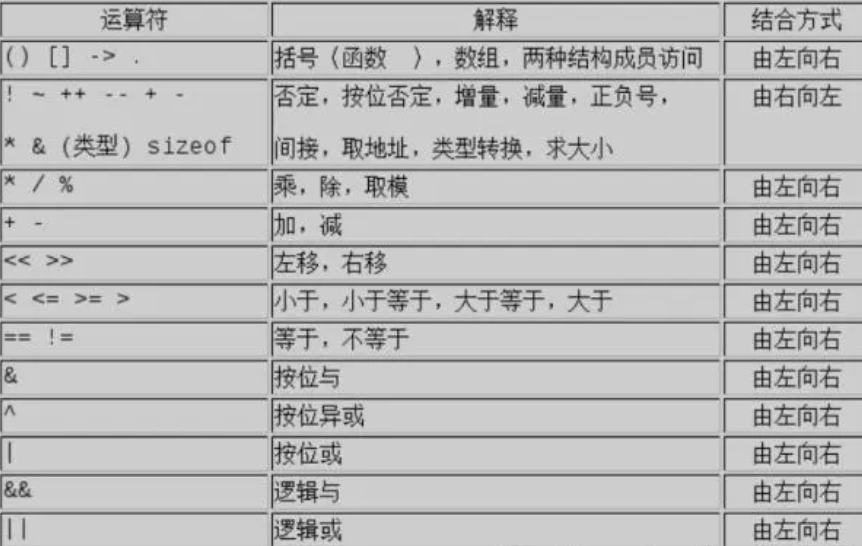 运算符 解释 结合方式
() [] -> . 括号（函数 ），数组，两种结构成员访问 由左向右
! ~ ++ -- + - 否定，按位否定，增量，减量，正负号， 由右向左
* & (类型) sizeof 间接，取地址，类型转换，求大小
* / % 乘，除，取模 由左向右
+ - 加，减 由左向右
<< >> 左移，右移 由左向右
< <= >= > 小于，小于等于，大于等于，大于 由左向右
== != 等于，不等于 由左向右
& 按位与 由左向右
^ 按位异或 由左向右
| 按位或 由左向右
&& 逻辑与 由左向右
|| 逻辑或 由左向右